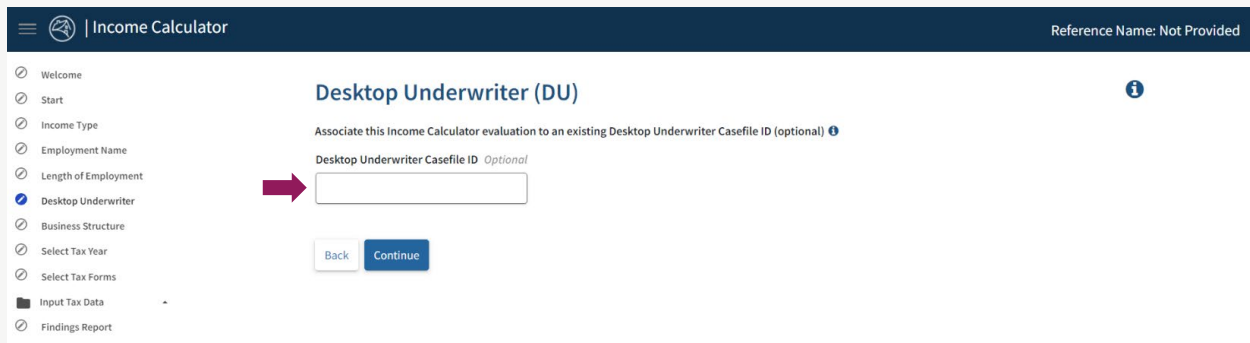 | Income Calculator
Reference Name: Not Provided
Welcome
Start
Income Type
Employment Name
Length of Employment
Desktop Underwriter
Business Structure
Select Tax Year
Select Tax Forms
Input Tax Data
Findings Report
Desktop Underwriter (DU)
Associate this Income Calculator evaluation to an existing Desktop Underwriter Casefile ID (optional)
Desktop Underwriter Casefile ID Optional
Back
Continue